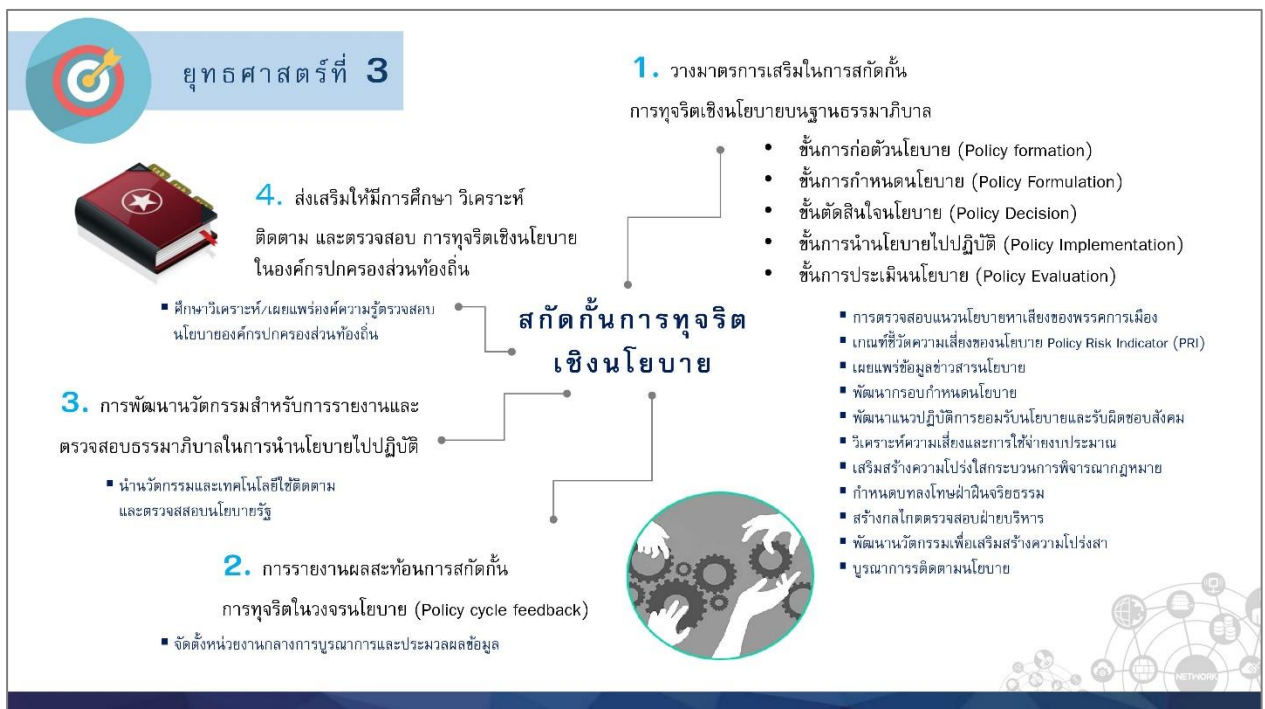 ยุทธศาสตร์ที่ 3
1. วางมาตรการเสริมในการสกัดกั้น
การทุจริตเชิงนโยบายบนฐานธรรมาภิบาล
• ขั้นการก่อตัวนโยบาย (Policy formation)
• ขั้นการกำหนดนโยบาย (Policy Formulation)
• ขั้นตัดสินใจนโยบาย (Policy Decision)
• ขั้นการนำนโยบายไปปฏิบัติ (Policy Implementation)
• ขั้นการประเมินนโยบาย (Policy Evaluation)
▪ การตรวจสอบแนวนโยบายหาเสียงของพรรคการเมือง
▪ เกณฑ์ชี้วัดความเสี่ยงของนโยบาย Policy Risk Indicator (PRI)
▪ เผยแพร่ข้อมูลข่าวสารนโยบาย
▪ พัฒนากรอบกำหนดนโยบาย
▪ พัฒนาแนวปฏิบัติการยอมรับนโยบายและรับผิดชอบสังคม
▪ วิเคราะห์ความเสี่ยงและการใช้จ่ายงบประมาณ
▪ เสริมสร้างความโปร่งใสกระบวนการพิจารณากฎหมาย
▪ กำหนดบทลงโทษฝ่าฝืนจริยธรรม
▪ สร้างกลไกตตรวจสอบฝ่ายบริหาร
▪ พัฒนานวัตกรรมเพื่อเสริมสร้างความโปร่งสา
▪ บูรณาการรติดตามนโยบาย
4. ส่งเสริมให้มีการศึกษา วิเคราะห์
ติดตาม และตรวจสอบ การทุจริตเชิงนโยบาย
ในองค์กรปกครองส่วนท้องถิ่น
▪ ศึกษาวิเคราะห์/เผยแพร่องค์ความรู้ตรวจสอบ
นโยบายองค์กรปกครองส่วนท้องถิ่น
สกัดกั้นการทุจริต
เชิงนโยบาย
3. การพัฒนานวัตกรรมสำหรับการรายงานและ
ตรวจสอบธรรมาภิบาลในการนำนโยบายไปปฏิบัติ
▪ นำนวัตกรรมและเทคโนโลยีใช้ติดตาม
และตรวจสสอบนโยบายรัฐ
2. การรายงานผลสะท้อนการสกัดกั้น
การทุจริตในวงจรนโยบาย (Policy cycle feedback)
▪ จัดตั้งหน่วยงานกลางการบูรณาการและประมวลผลข้อมูล
NETWORK